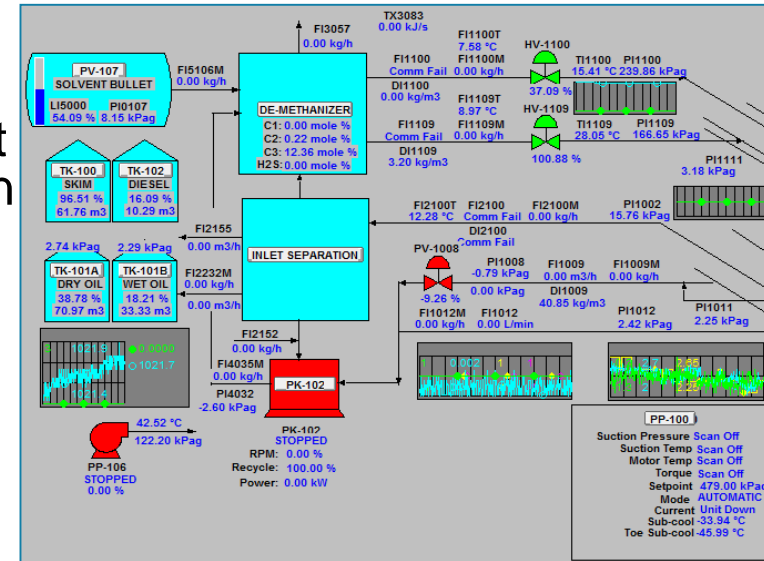 t
n
TX3083
0.00 kJ/s
FI3057
0.00 kg/h
PV-107
SOLVENT BULLET
LI5000 PI0107
54.09 % 8.15 kPag
FI5106M
0.00 kg/h
DE-METHANIZER
C1: 0.00 mole %
C2: 0.22 mole %
C3: 12.36 mole %
H2S: 0.00 mole %
FI1100T
7.58 °C
FI1100 FI1100M
Comm Fail 0.00 kg/h
DI1100
0.00 kg/m3
HV-1100
37.09 %
TI1100 PI1100
15.41 °C 239.86 kPag
FI1109T
8.97 °C
FI1109 FI1109M
Comm Fail 0.00 kg/h
DI1109
3.20 kg/m3
HV-1109
100.88 %
TI1109 PI1109
28.05 °C 166.65 kPag
PI1111
3.18 kPag
TK-100
SKIM
96.51 %
61.76 m3
TK-102
DIESEL
16.09 %
10.29 m3
FI2155
0.00 m3/h
INLET SEPARATION
FI2100T FI2100 FI2100M
12.28 °C Comm Fail 0.00 kg/h
DI2100
Comm Fail
PI1002
15.76 kPag
2.74 kPag 2.29 kPag
TK-101A
DRY OIL
38.78 %
70.97 m3
TK-101B
WET OIL
18.21 %
33.33 m3
FI2232M
0.00 kg/h
0.00 m3/h
PV-1008
-9.26 %
PI1008
-0.79 kPag
0.00 kPag
FI1009 FI1009M
0.00 m3/h 0.00 kg/h
DI1009
40.85 kg/m3
FI1012M FI1012
0.00 kg/h 0.00 L/min
PI1012
2.42 kPag
PI1011
2.25 kPag
FI2152
0.00 kg/h
FI4035M
0.00 kg/h
PI4032
-2.60 kPag
PK-102
PK-102
STOPPED
RPM: 0.00 %
Recycle: 100.00 %
Power: 0.00 kW
0.0000
1021.7
42.52 °C
122.20 kPag
PP-106
STOPPED
0.00 %
1 0.002 1 1
PP-100
Suction Pressure Scan Off
Suction Temp Scan Off
Motor Temp Scan Off
Torque Scan Off
Setpoint 479.00 kPag
Mode AUTOMATIC
Current Unit Down
Sub-cool -33.94 °C
Toe Sub-cool -45.99 °C